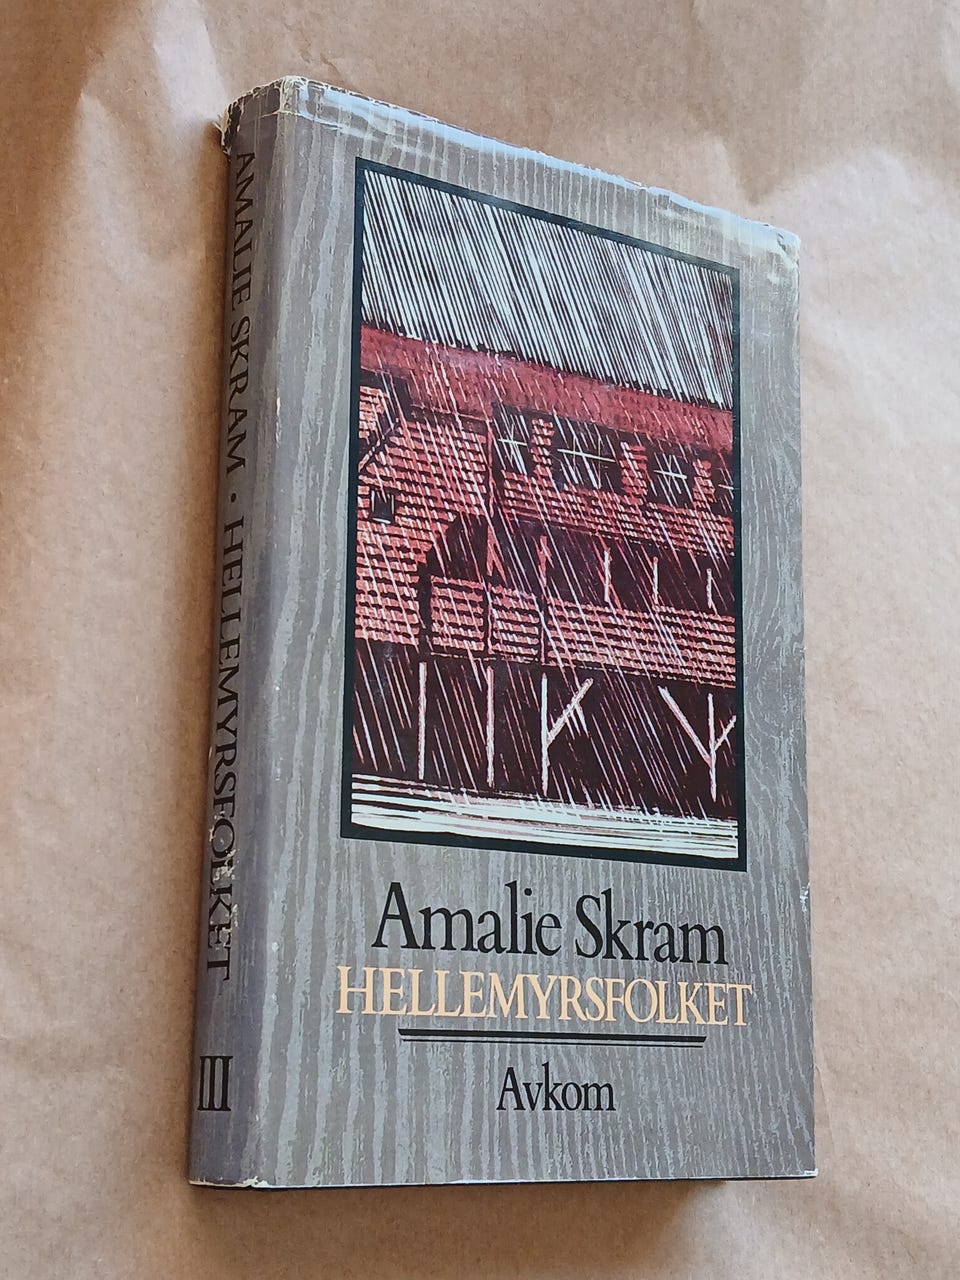 AMALIE SKRAM • HELLEMYRSFOLKET
III
Amalie Skram
HELLEMYRSFOLKET
Avkom